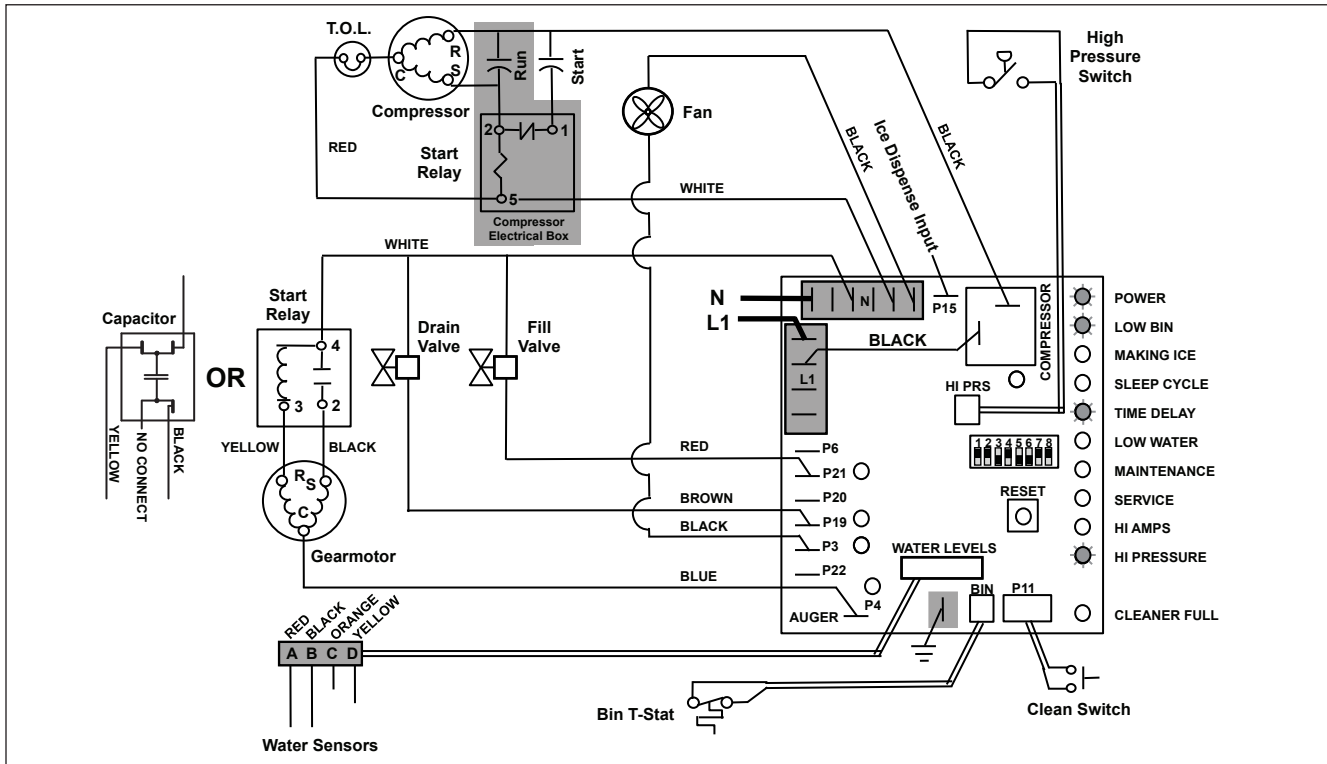 T.O.L.
R
S
C
Compressor
Run
Start
2
1
5
Start
Relay
Compressor
Electrical Box
RED
WHITE
Fan
BLACK
Ice Dispense Input
BLACK
High
Pressure
Switch
WHITE
Capacitor
YELLOW
NO CONNECT
BLACK
OR
Start
Relay
4
3
2
YELLOW
BLACK
R
S
C
Gearmotor
Drain
Valve
Fill
Valve
N
L1
N
P15
L1
BLACK
COMPRESSOR
HI PRS
1 2 3 4 5 6 7 8
RESET
RED
BROWN
BLACK
BLUE
P6
P21
P20
P19
P3
P22
P4
AUGER
WATER LEVELS
BIN
P11
POWER
LOW BIN
MAKING ICE
SLEEP CYCLE
TIME DELAY
LOW WATER
MAINTENANCE
SERVICE
HI AMPS
HI PRESSURE
CLEANER FULL
RED
BLACK
ORANGE
YELLOW
A B C D
Water Sensors
Bin T-Stat
Clean Switch